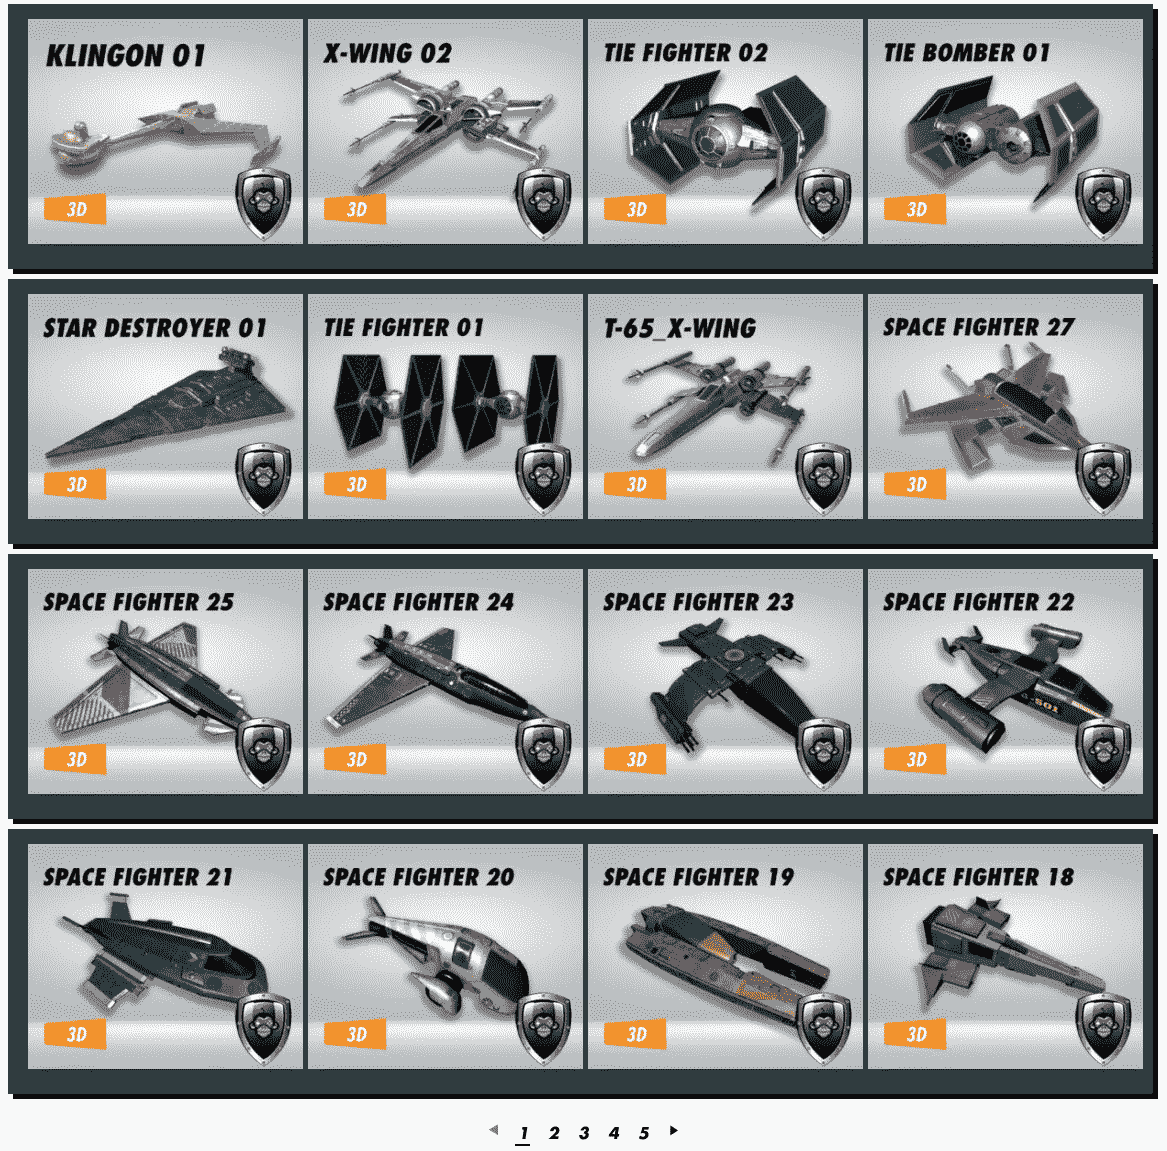 KLINGON 01
X-WING 02
TIE FIGHTER 02
TIE BOMBER 01
3D
3D
3D
3D
STAR DESTROYER 01
TIE FIGHTER 01
T-65_X-WING
SPACE FIGHTER 27
3D
3D
3D
3D
SPACE FIGHTER 25
SPACE FIGHTER 24
SPACE FIGHTER 23
SPACE FIGHTER 22
501
3D
3D
3D
3D
SPACE FIGHTER 21
SPACE FIGHTER 20
SPACE FIGHTER 19
SPACE FIGHTER 18
3D
3D
3D
3D
1 2 3 4 5